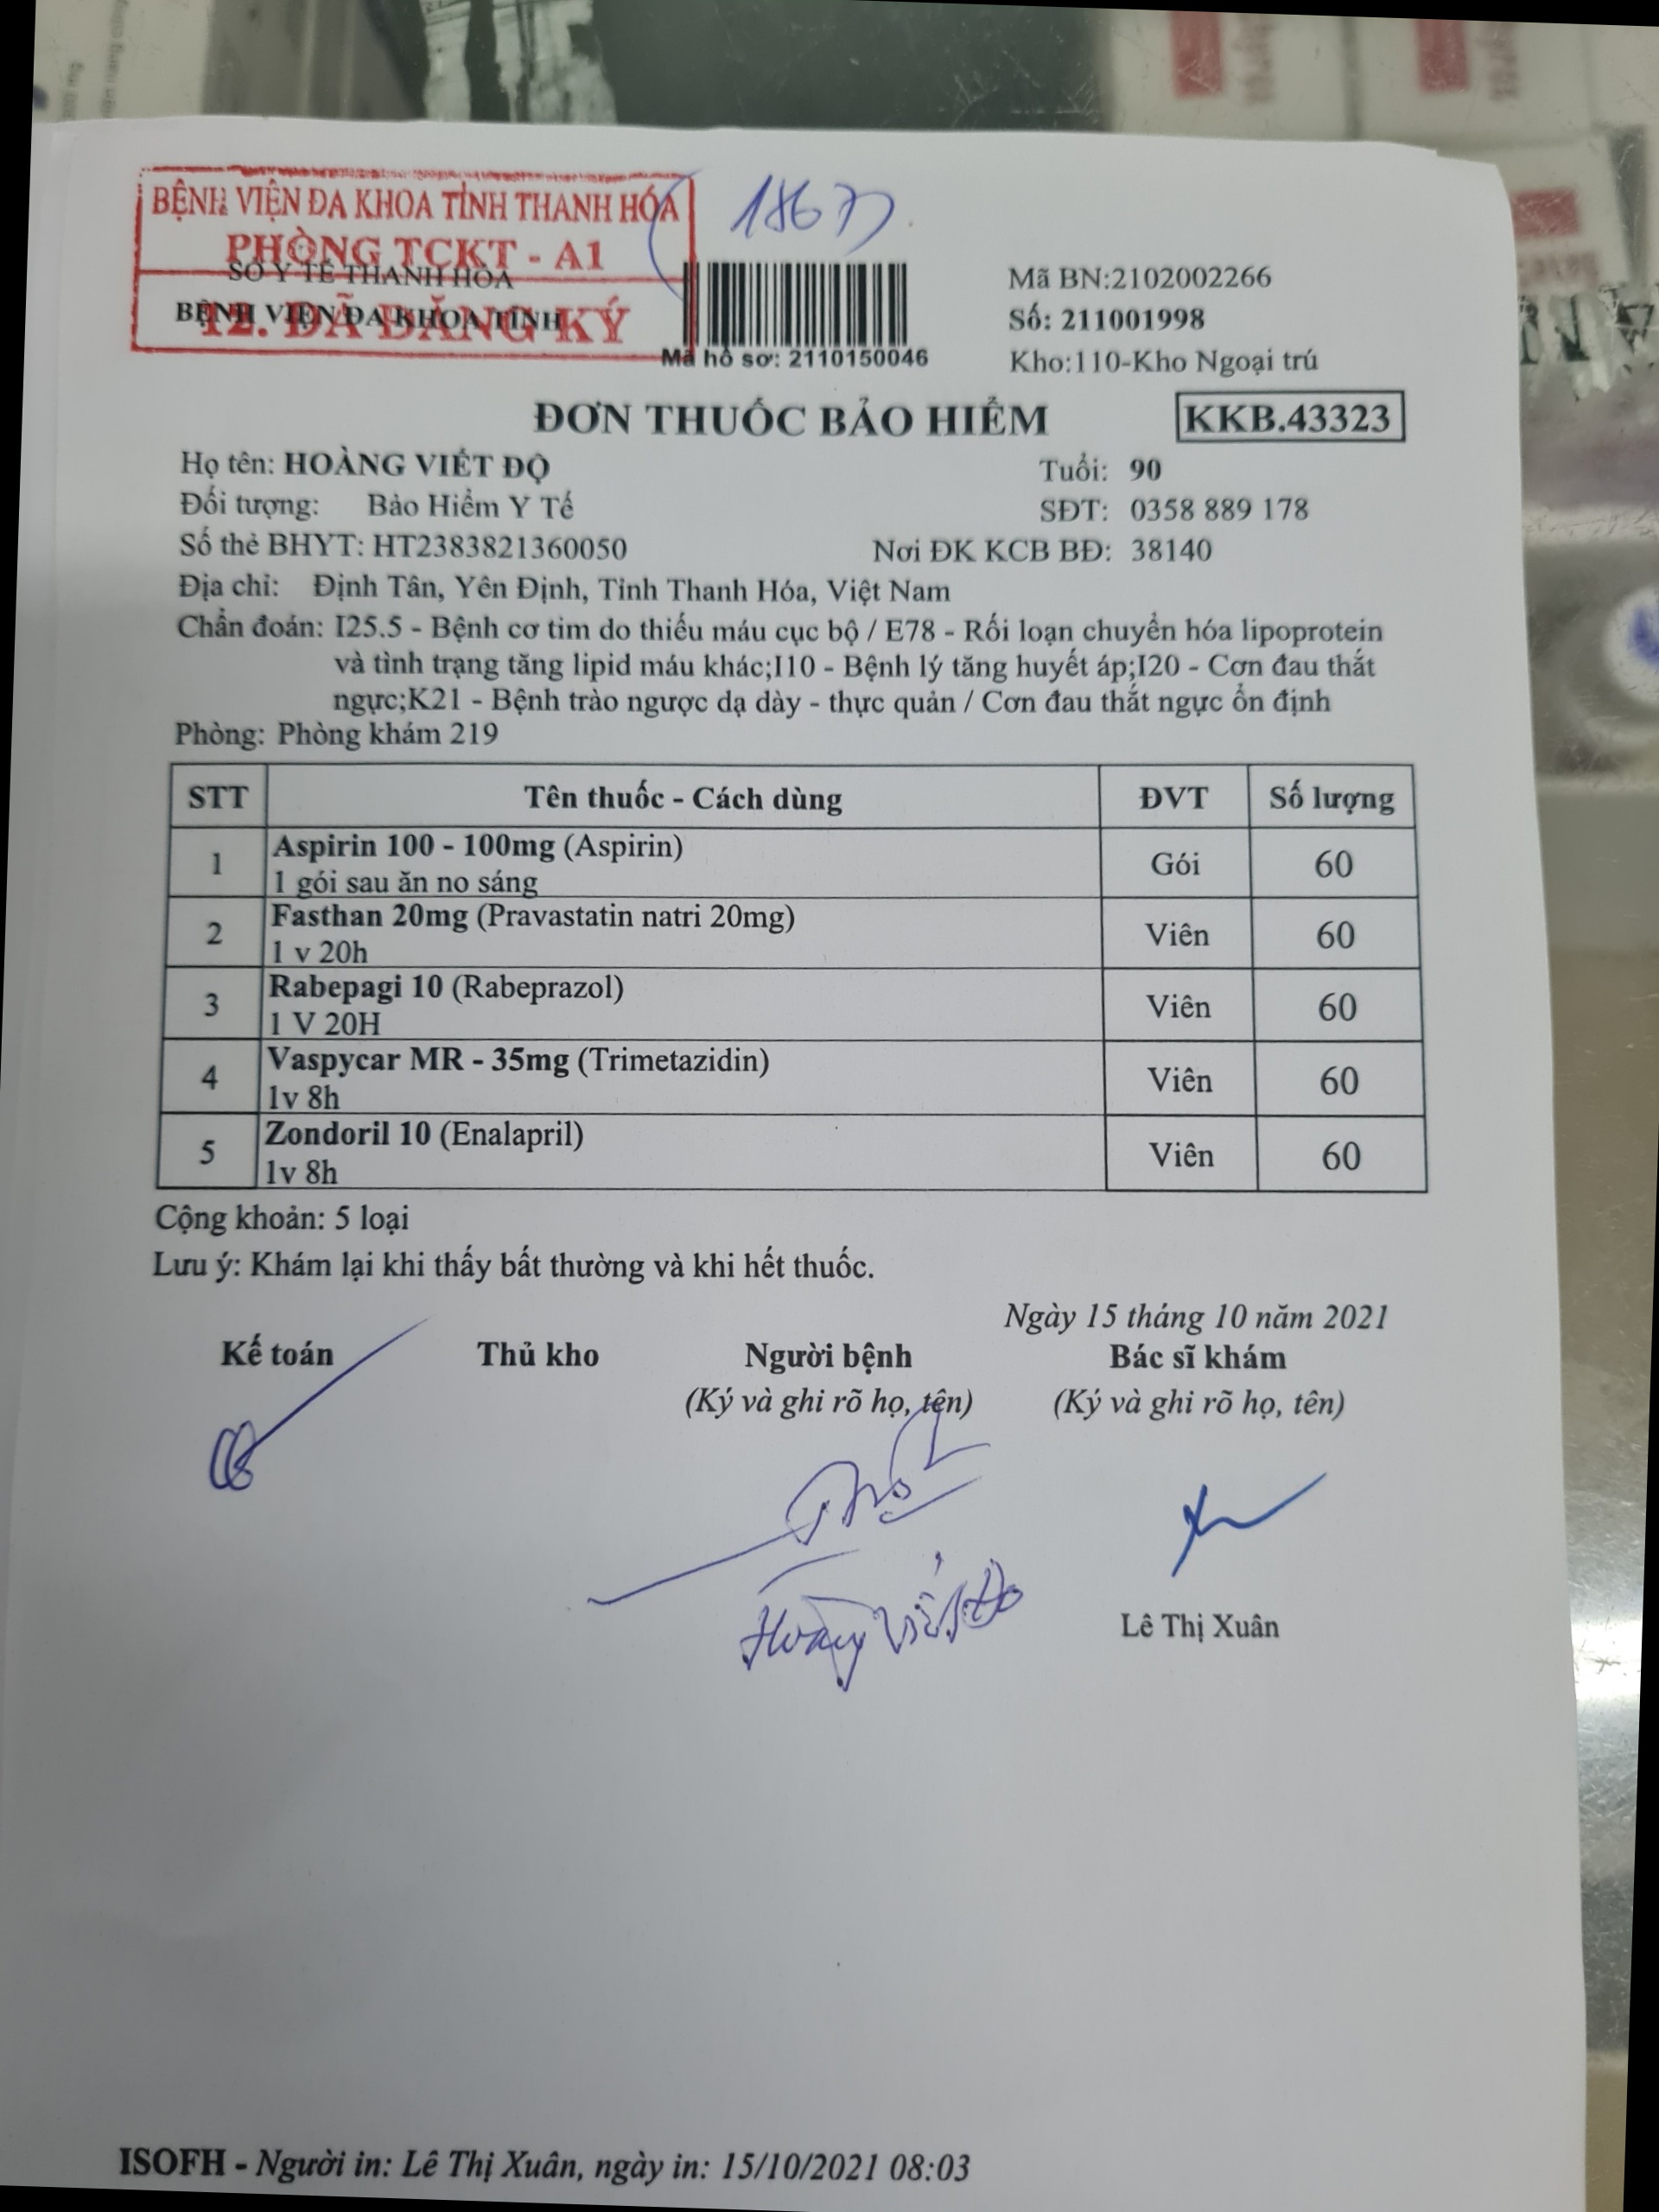 BỆNH VIỆN ĐA KHOA TỈNH THANH HÓA
PHÒNG TCKT - A1
12. ĐÃ ĐĂNG KÝ
SỞ Y TẾ THANH HÓA
BỆNH VIỆN ĐA KHOA TỈNH
Mã hồ sơ: 2110150046
Mã BN:2102002266
Số: 211001998
Kho:110-Kho Ngoại trú
ĐƠN THUỐC BẢO HIỂM
KKB.43323
Họ tên: HOÀNG VIẾT ĐỘ
Tuổi: 90
Đối tượng: Bảo Hiểm Y Tế
SĐT: 0358 889 178
Số thẻ BHYT: HT2383821360050
Nơi ĐK KCB BĐ: 38140
Địa chỉ: Định Tân, Yên Định, Tỉnh Thanh Hóa, Việt Nam
Chẩn đoán: I25.5 - Bệnh cơ tim do thiếu máu cục bộ / E78 - Rối loạn chuyển hóa lipoprotein
và tình trạng tăng lipid máu khác;I10 - Bệnh lý tăng huyết áp;I20 - Cơn đau thắt
ngực;K21 - Bệnh trào ngược dạ dày - thực quản / Cơn đau thắt ngực ổn định
Phòng: Phòng khám 219
STT Tên thuốc - Cách dùng ĐVT Số lượng
1 Aspirin 100 - 100mg (Aspirin) Gói 60
1 gói sau ăn no sáng
2 Fasthan 20mg (Pravastatin natri 20mg) Viên 60
1 v 20h
3 Rabepagi 10 (Rabeprazol) Viên 60
1 V 20H
4 Vaspycar MR - 35mg (Trimetazidin) Viên 60
1v 8h
5 Zondoril 10 (Enalapril) Viên 60
1v 8h
Cộng khoản: 5 loại
Lưu ý: Khám lại khi thấy bất thường và khi hết thuốc.
Ngày 15 tháng 10 năm 2021
Kế toán Thủ kho Người bệnh Bác sĩ khám
(Ký và ghi rõ họ, tên) (Ký và ghi rõ họ, tên)
Hoàng Viết Độ
Lê Thị Xuân
ISOFH - Người in: Lê Thị Xuân, ngày in: 15/10/2021 08:03